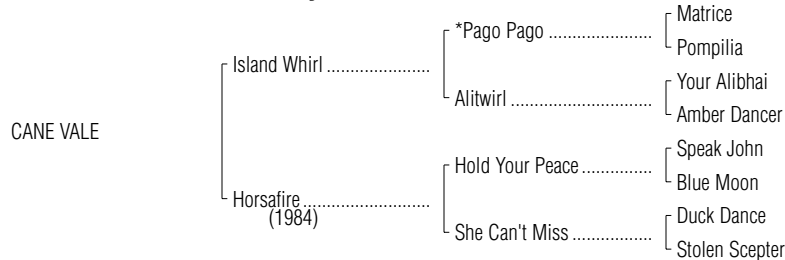 Matrice
*Pago Pago ......................
Pompilia
Island Whirl ......................
Your Alibhai
Alitwirl ..............................
Amber Dancer
CANE VALE
Speak John
Hold Your Peace ...............
Blue Moon
Horsafire ...........................
(1984)
Duck Dance
She Can't Miss .................
Stolen Scepter